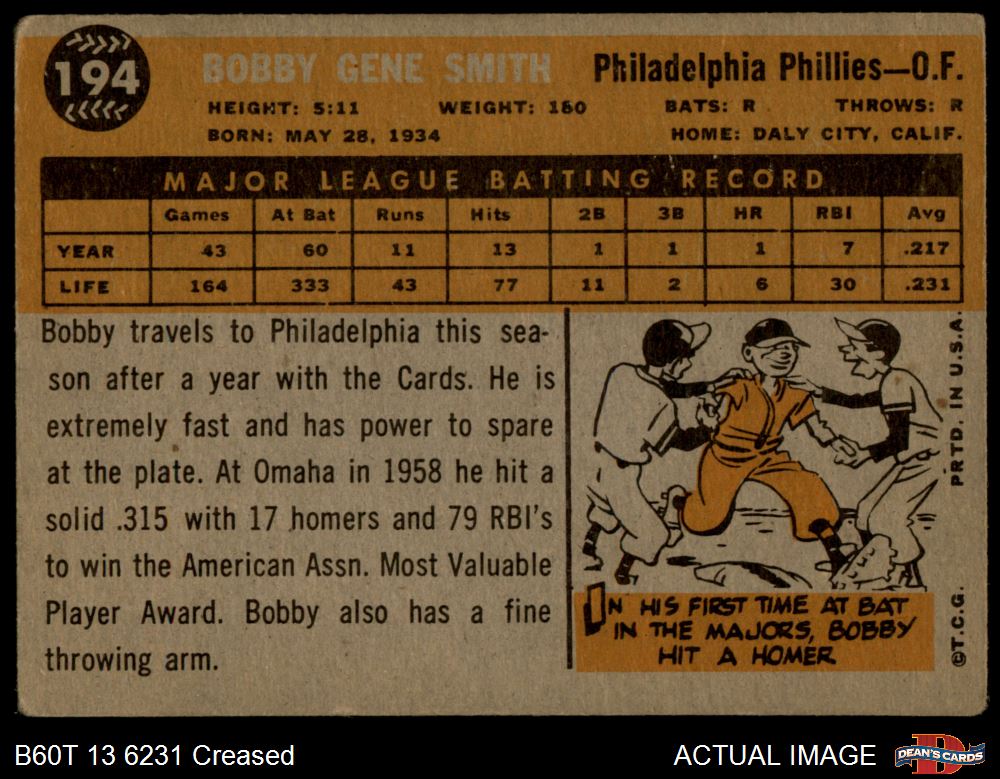 194
BOBBY GENE SMITH
Philadelphia Phillies—O.F.
HEIGHT: 5:11 WEIGHT: 180 BATS: R THROWS: R
BORN: MAY 28, 1934 HOME: DALY CITY, CALIF.
MAJOR LEAGUE BATTING RECORD
Games At Bat Runs Hits 2B 3B HR RBI Avg
YEAR 43 60 11 13 1 1 1 7 .217
LIFE 164 333 43 77 11 2 6 30 .231
Bobby travels to Philadelphia this sea-
son after a year with the Cards. He is
extremely fast and has power to spare
at the plate. At Omaha in 1958 he hit a
solid .315 with 17 homers and 79 RBI's
to win the American Assn. Most Valuable
Player Award. Bobby also has a fine
throwing arm.
IN HIS FIRST TIME AT BAT
IN THE MAJORS, BOBBY
HIT A HOMER
©T.C.G. PRTD. IN U.S.A.
B60T 13 6231 Creased
ACTUAL IMAGE
DEAN'S CARDS